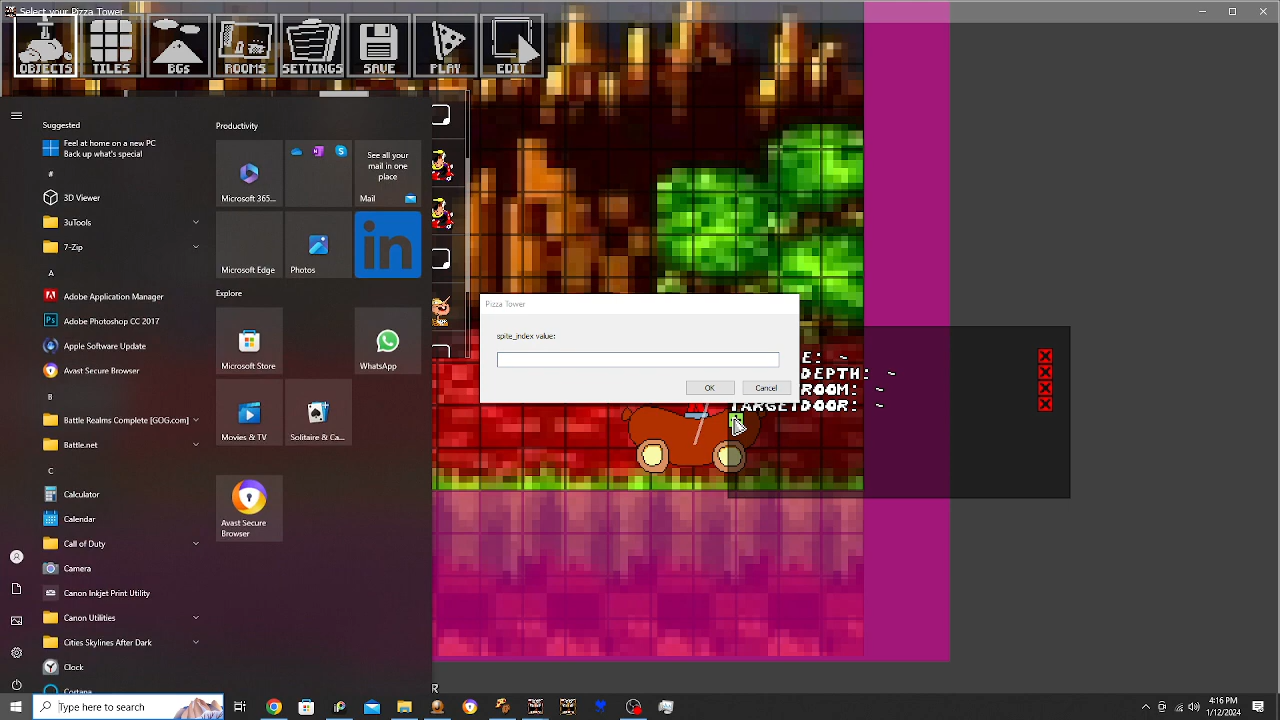 Select your Pizza Tower
OBJECTS
TILES
BGS
ROOMS
SETTINGS
SAVE
PLAY
EDIT
Suggested
Feel at home on a new PC
Back up what's special
#
3D Viewer
3uTools
7-Zip
A
Adobe Application Manager
Adobe Photoshop CC 2017
Apple Software Update
Avast Secure Browser
B
Battle Realms Complete [GOG.com]
Battle.net
C
Calculator
Calendar
Call of Duty
Camera
Canon Inkjet Print Utility
Canon Utilities
Cities Skylines After Dark
Clock
Cortana
Productivity
Microsoft 365...
See all your mail in one place
Mail
Microsoft Edge
Photos
in
Explore
Microsoft Store
WhatsApp
Movies & TV
Solitaire & Ca...
Avast Secure Browser
Pizza Tower
spite_index value:
OK
Cancel
E: ~
DEPTH: ~
ROOM: ~
TARGETDOOR: ~
R
Type here to search
4:16 PM
1/12/2024